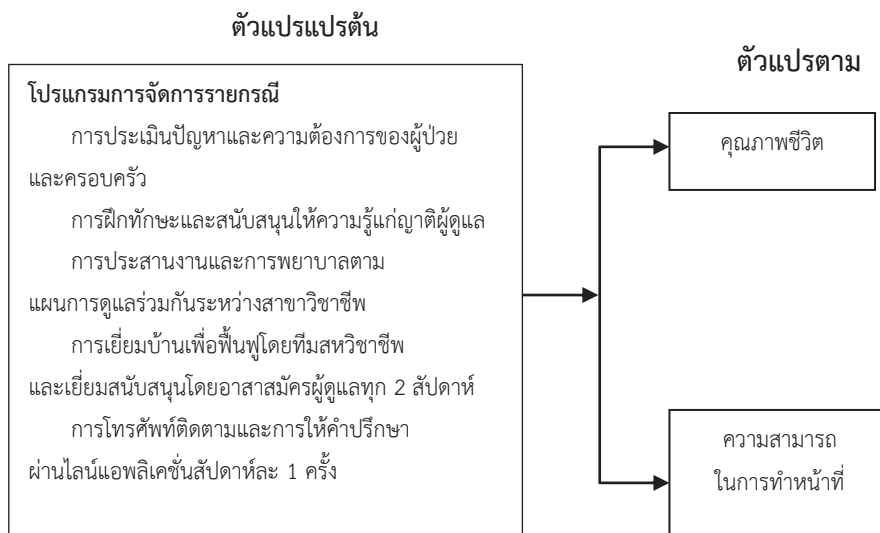 ตัวแปรแปรต้น
โปรแกรมการจัดการรายกรณี
การประเมินปัญหาและความต้องการของผู้ป่วย
และครอบครัว
การฝึกทักษะและสนับสนุนให้ความรู้แก่ญาติผู้ดูแล
การประสานงานและการพยาบาลตาม
แผนการดูแลร่วมกันระหว่างสาขาวิชาชีพ
การเยี่ยมบ้านเพื่อฟื้นฟูโดยทีมสหวิชาชีพ
และเยี่ยมสนับสนุนโดยอาสาสมัครผู้ดูแลทุก 2 สัปดาห์
การโทรศัพท์ติดตามและการให้คำปรึกษา
ผ่านไลน์แอพลิเคชั่นสัปดาห์ละ 1 ครั้ง
ตัวแปรตาม
คุณภาพชีวิต
ความสามารถ
ในการทำหน้าที่